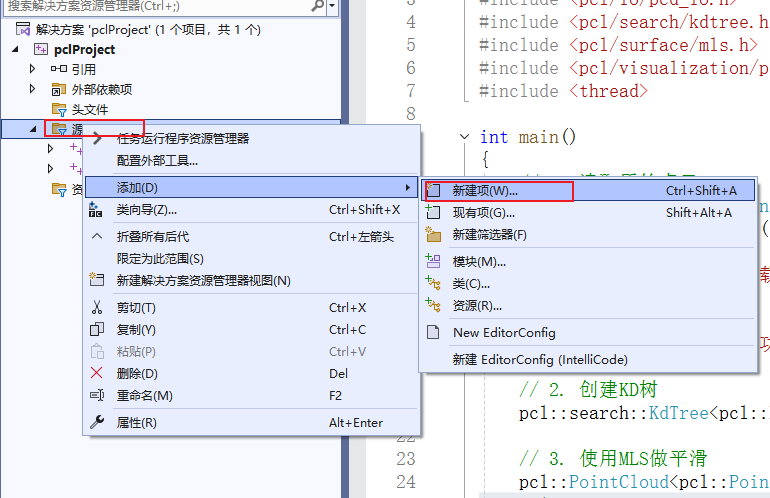 搜索解决方案资源管理器(Ctrl+;)
解决方案 'pclProject' (1 个项目，共 1 个)
pclProject
引用
外部依赖项
头文件
源
资
任务运行程序资源管理器
配置外部工具...
添加(D)
类向导(Z)... Ctrl+Shift+X
折叠所有后代 Ctrl+左箭头
限定为此范围(S)
新建解决方案资源管理器视图(N)
剪切(T) Ctrl+X
复制(Y) Ctrl+C
粘贴(P) Ctrl+V
删除(D) Del
重命名(M) F2
属性(R) Alt+Enter
新建项(W)... Ctrl+Shift+A
现有项(G)... Shift+Alt+A
新建筛选器(F)
模块(M)...
类(C)...
资源(R)...
New EditorConfig
新建 EditorConfig (IntelliCode)
3 #include <pcl/io/pcd_io.h>
4 #include <pcl/search/kdtree.h
5 #include <pcl/surface/mls.h>
6 #include <pcl/visualization/p
7 #include <thread>
8
int main()
{
(
载
功
// 2. 创建KD树
pcl::search::KdTree<pcl::
22
23 // 3. 使用MLS做平滑
24 pcl::PointCloud<pcl::Poin